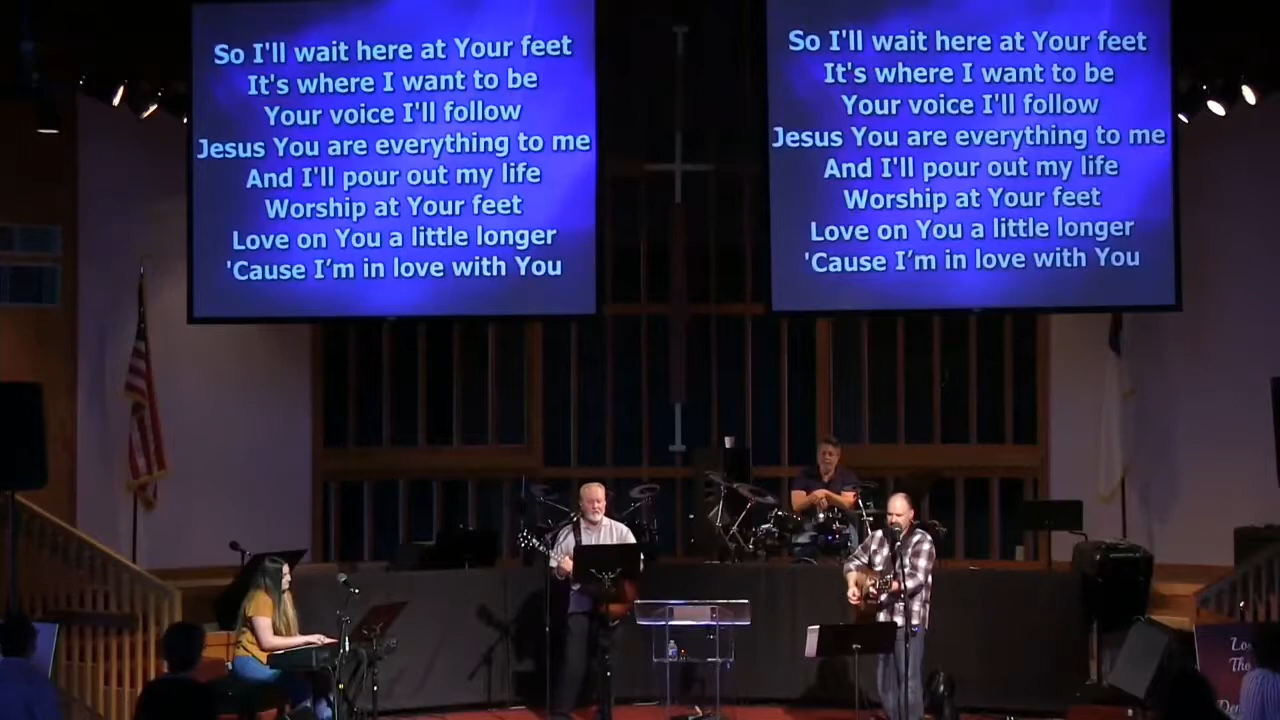 So I'll wait here at Your feet
It's where I want to be
Your voice I'll follow
Jesus You are everything to me
And I'll pour out my life
Worship at Your feet
Love on You a little longer
'Cause I’m in love with You
So I'll wait here at Your feet
It's where I want to be
Your voice I'll follow
Jesus You are everything to me
And I'll pour out my life
Worship at Your feet
Love on You a little longer
'Cause I’m in love with You